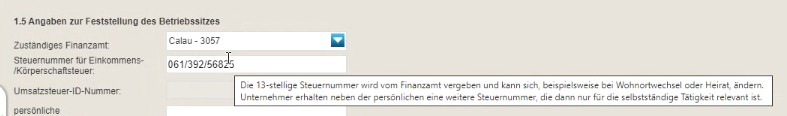 1.5 Angaben zur Feststellung des Betriebssitzes
Zuständiges Finanzamt: Calau - 3057
Steuernummer für Einkommens-
/Körperschaftsteuer: 061/392/56825
Die 13-stellige Steuernummer wird vom Finanzamt vergeben und kann sich, beispielsweise bei Wohnortwechsel oder Heirat, ändern.
Umsatzsteuer-ID-Nummer:
Unternehmer erhalten neben der persönlichen eine weitere Steuernummer, die dann nur für die selbstständige Tätigkeit relevant ist.
persönliche